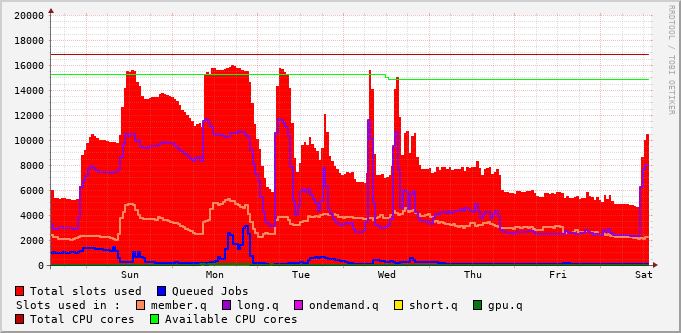 20000
18000
16000
14000
12000
10000
8000
6000
4000
2000
0
Sun Mon Tue Wed Thu Fri Sat
RRDTOOL / TOBI OETIKER
Total slots used Queued Jobs
Slots used in : member.q long.q ondemand.q short.q gpu.q
Total CPU cores Available CPU cores